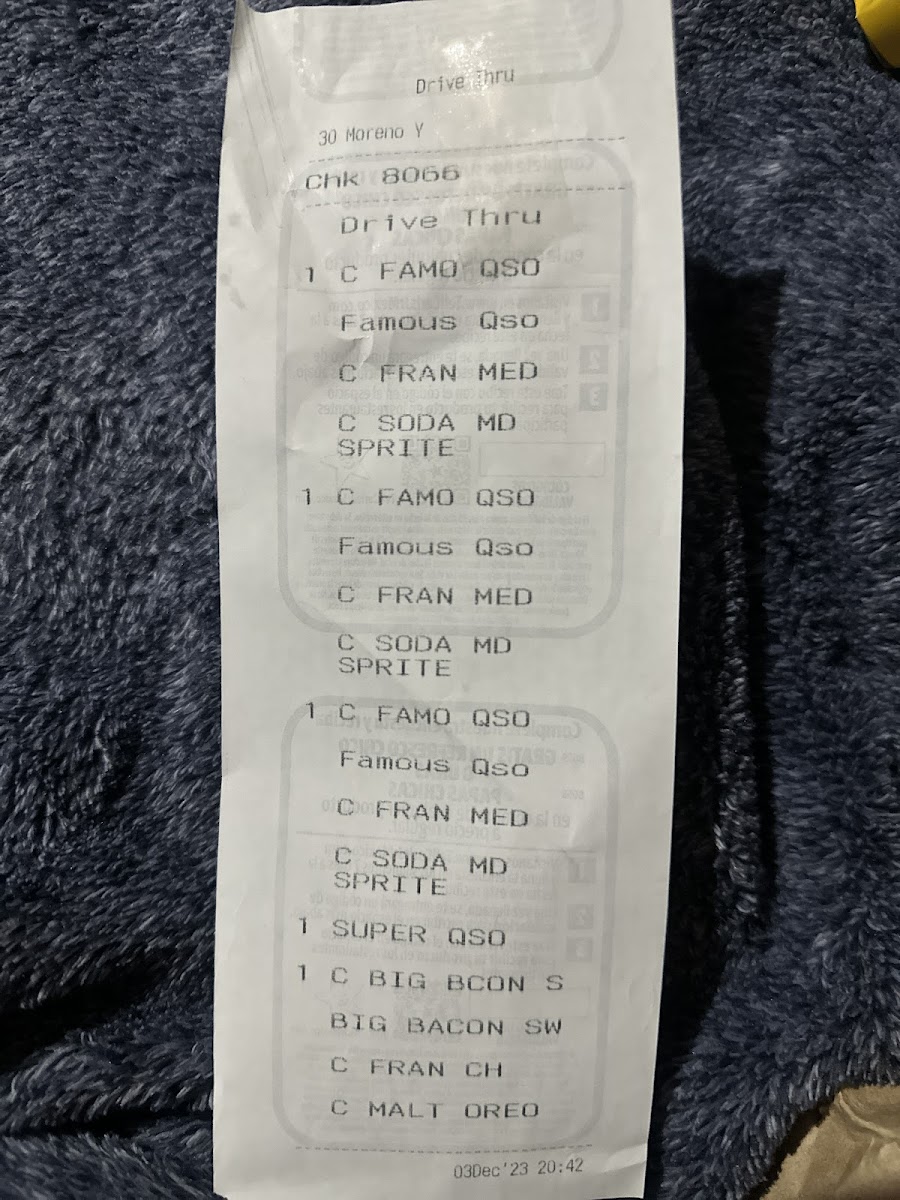 Drive Thru
30 Moreno Y
Chk 8066
Drive Thru
1 C FAMO QSO
Famous Qso
C FRAN MED
C SODA MD
SPRITE
1 C FAMO QSO
Famous Qso
C FRAN MED
C SODA MD
SPRITE
1 C FAMO QSO
Famous Qso
C FRAN MED
C SODA MD
SPRITE
1 SUPER QSO
1 C BIG BCON S
BIG BACON SW
C FRAN CH
C MALT OREO
03Dec'23 20:42